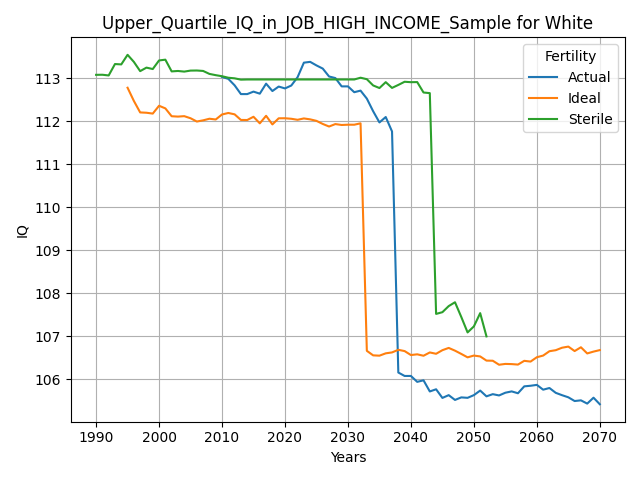 Upper_Quartile_IQ_in_JOB_HIGH_INCOME_Sample for White
Fertility
Actual
Ideal
Sterile
IQ
113
112
111
110
109
108
107
106
1990 2000 2010 2020 2030 2040 2050 2060 2070
Years